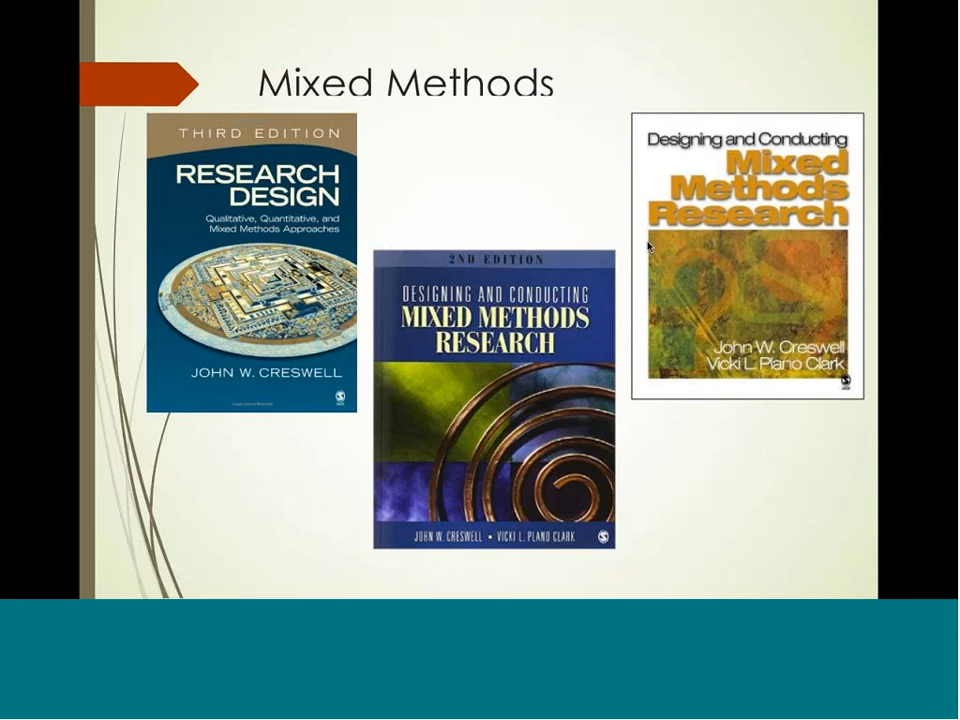 Mixed Methods
THIRD EDITION
RESEARCH
DESIGN
Qualitative, Quantitative, and
Mixed Methods Approaches
JOHN W. CRESWELL
2ND EDITION
DESIGNING AND CONDUCTING
MIXED METHODS
RESEARCH
JOHN W. CRESWELL • VICKI L. PLANO CLARK
Designing and Conducting
Mixed
Methods
Research
John W. Creswell
Vicki L. Plano Clark